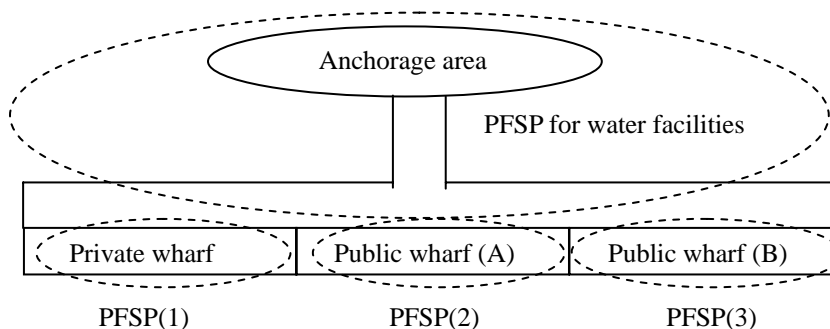 Anchorage area
PFSP for water facilities
Private wharf Public wharf (A) Public wharf (B)
PFSP(1) PFSP(2) PFSP(3)